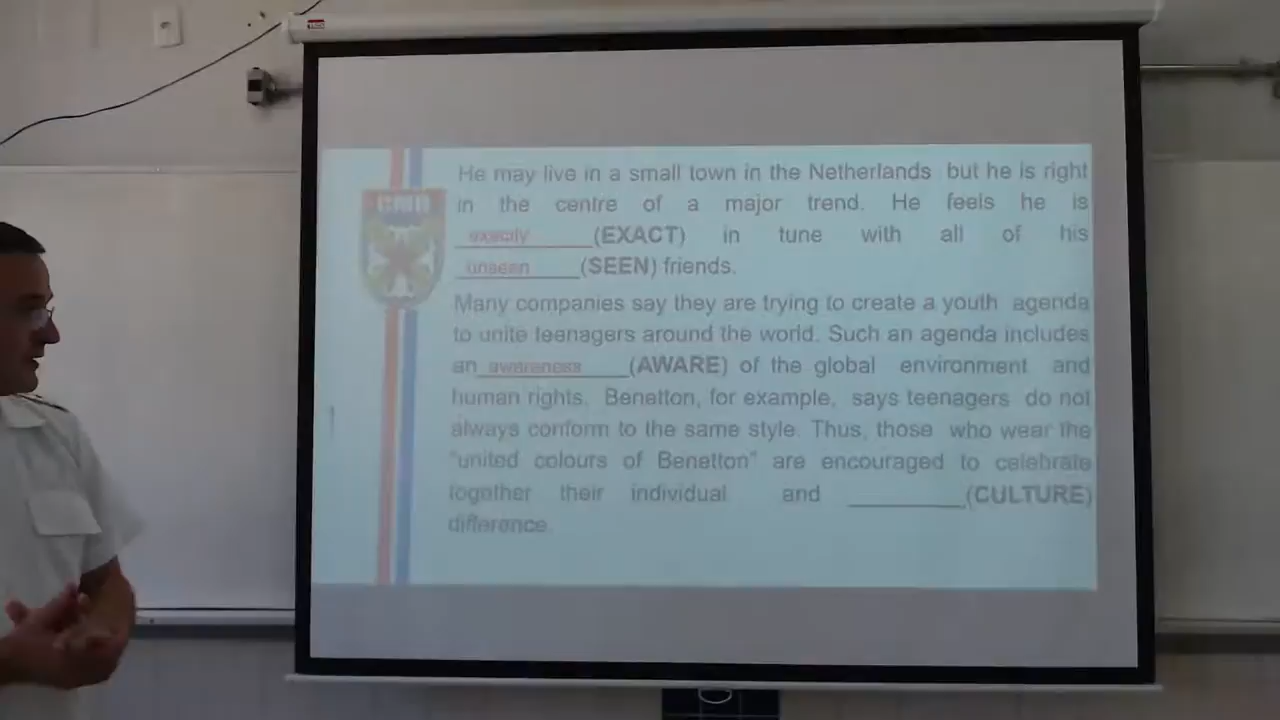 He may live in a small town in the Netherlands but he is right
in the centre of a major trend. He feels he is
exactly (EXACT) in tune with all of his
unseen (SEEN) friends.
Many companies say they are trying to create a youth agenda
to unite teenagers around the world. Such an agenda includes
an awareness (AWARE) of the global environment and
human rights. Benetton, for example, says teenagers do not
always conform to the same style. Thus, those who wear the
"united colours of Benetton" are encouraged to celebrate
together their individual and __________(CULTURE)
difference.